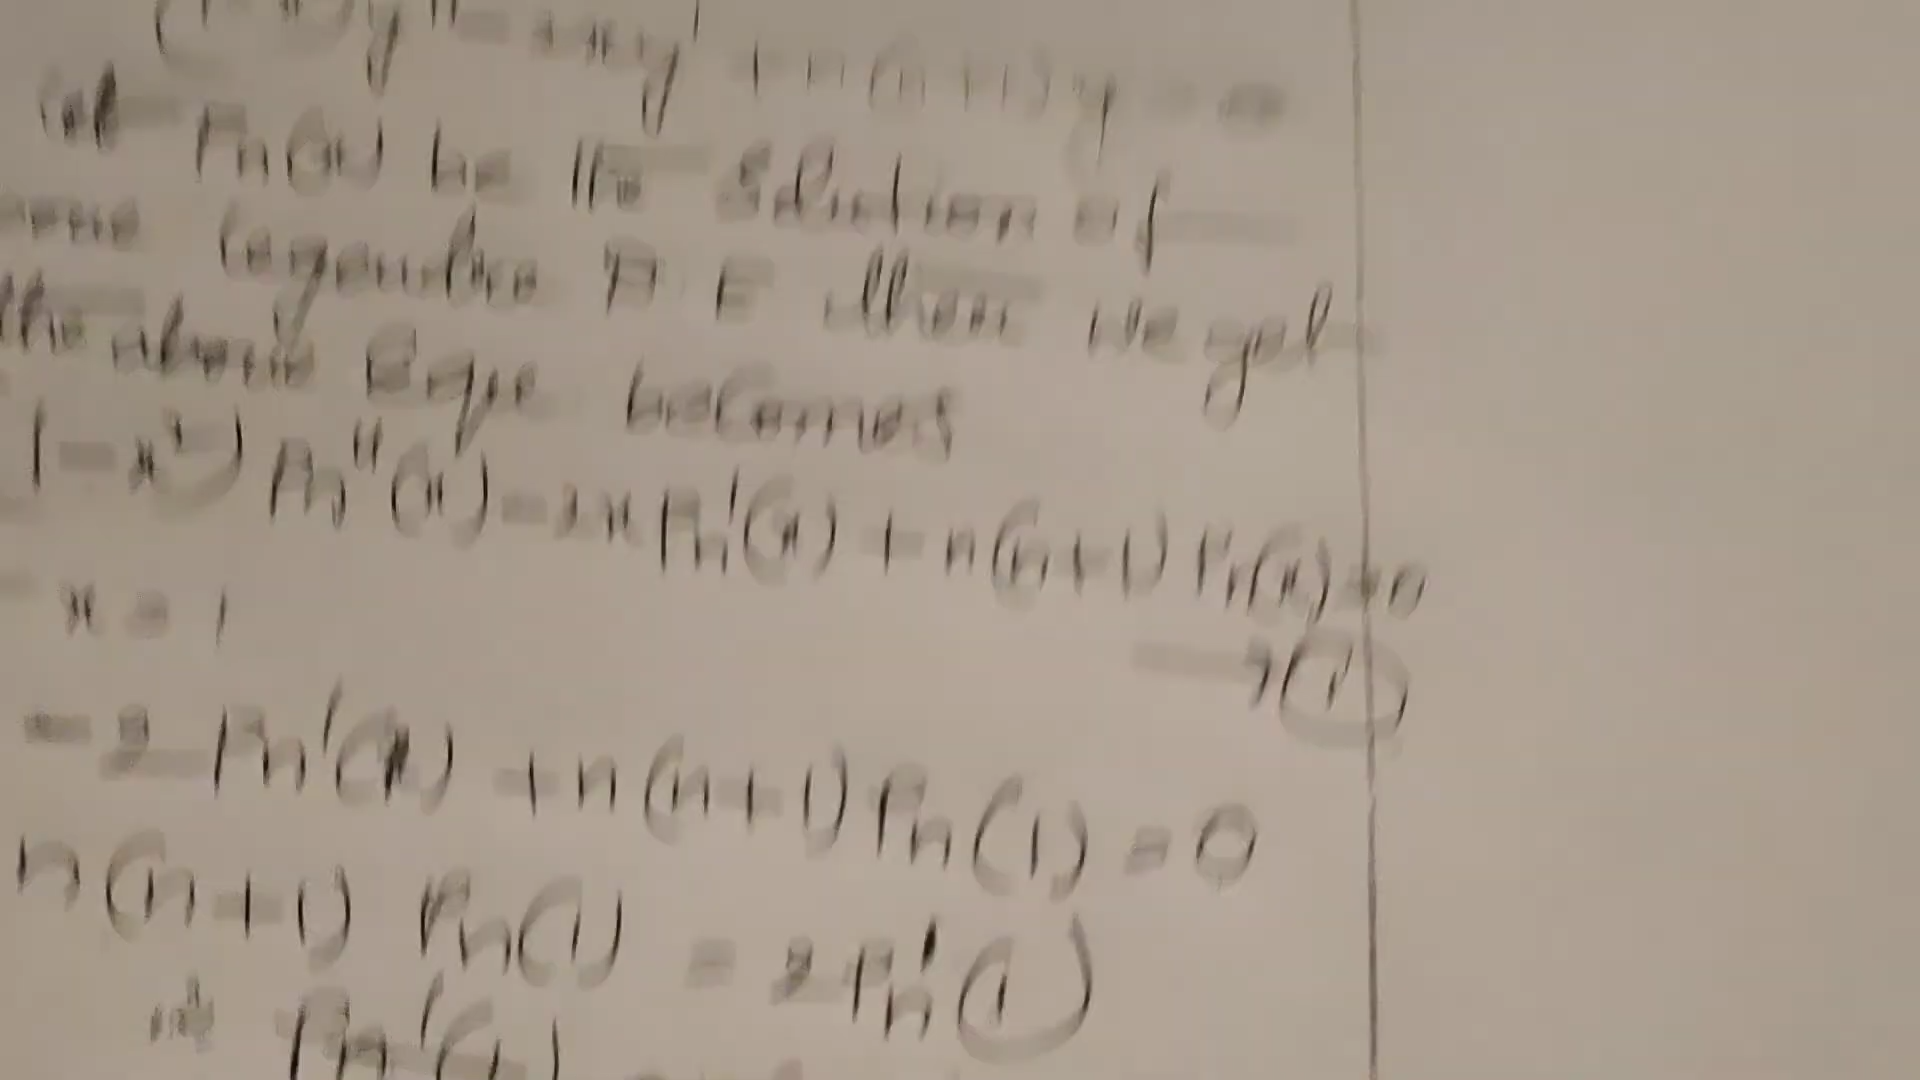 (1-x²)y"-2xy' + n(n+1)y = 0
let Pn(x) be the Solution of
Legendre D.E then we get
the above Eqn becomes
1-x²) Pn"(x)-2xPn'(x) + n(n+1) Pn(x)=0
→(1)
x = 1
-2 Pn'(1) + n(n+1)Pn(1) = 0
n(n+1) Pn(1) = 2Pn'(1)
Pn'(1)